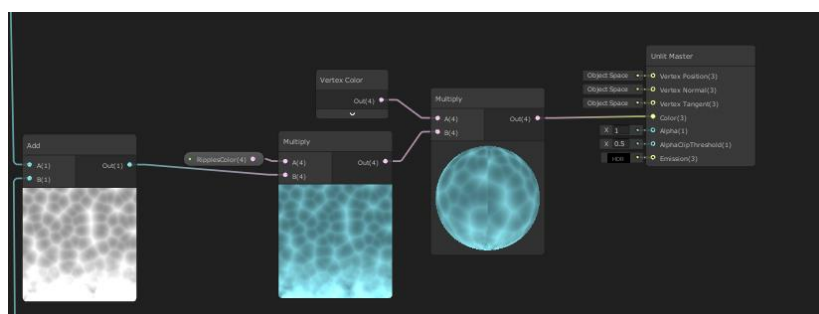 Add
A(1) Out(1)
B(1)
RipplesColor(4)
Multiply
A(4) Out(4)
B(4)
Vertex Color
Out(4)
Multiply
A(4) Out(4)
B(4)
Unlit Master
Object Space Vertex Position(3)
Object Space Vertex Normal(3)
Object Space Vertex Tangent(3)
Color(3)
X 1 Alpha(1)
X 0.5 AlphaClipThreshold(1)
HDR Emission(3)